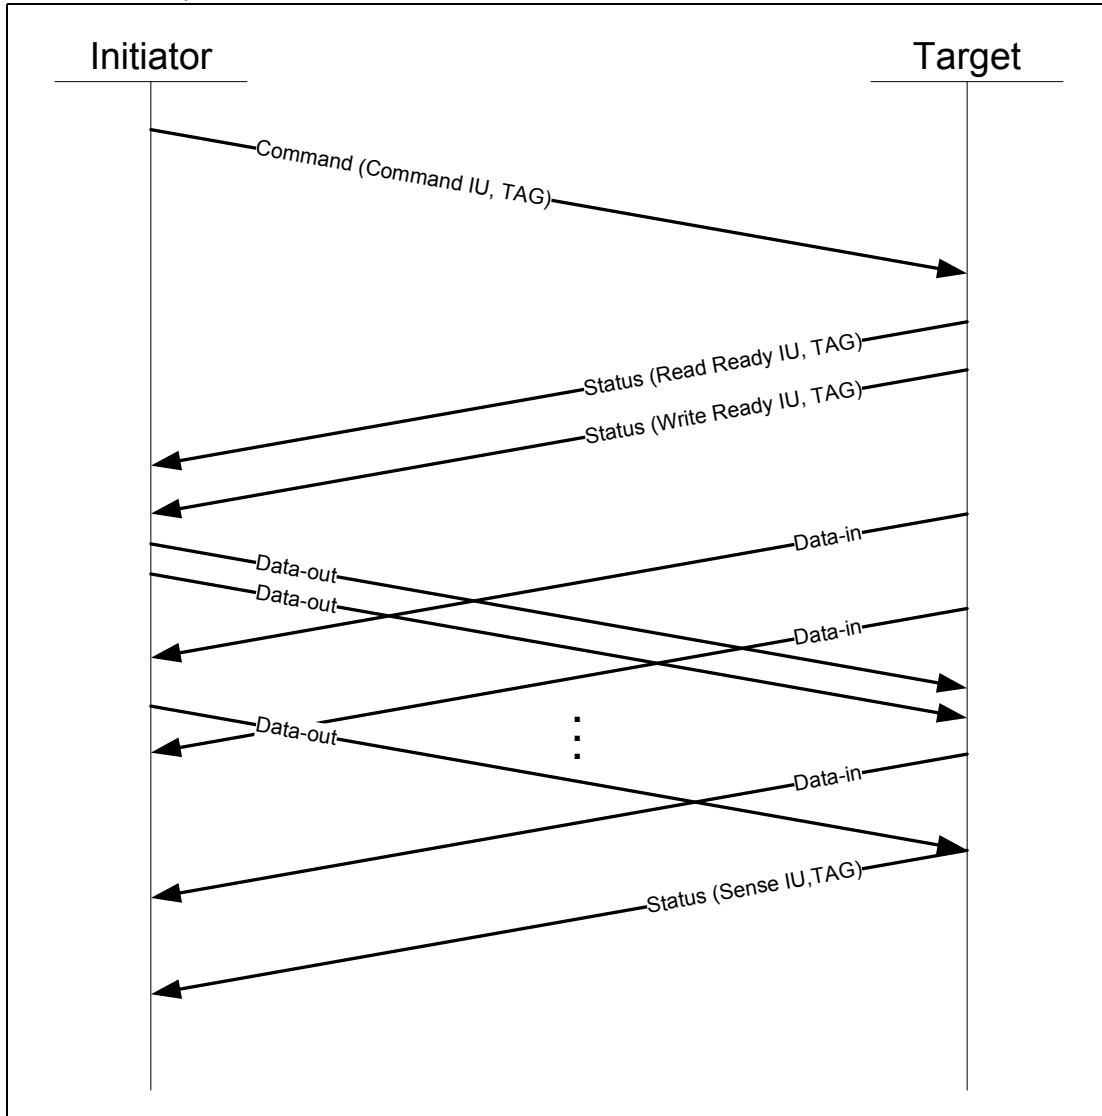 Initiator
Target
Command (Command IU, TAG)
Status (Read Ready IU, TAG)
Status (Write Ready IU, TAG)
Data-in
Data-out
Data-out
Data-in
Data-out
Data-in
Status (Sense IU,TAG)